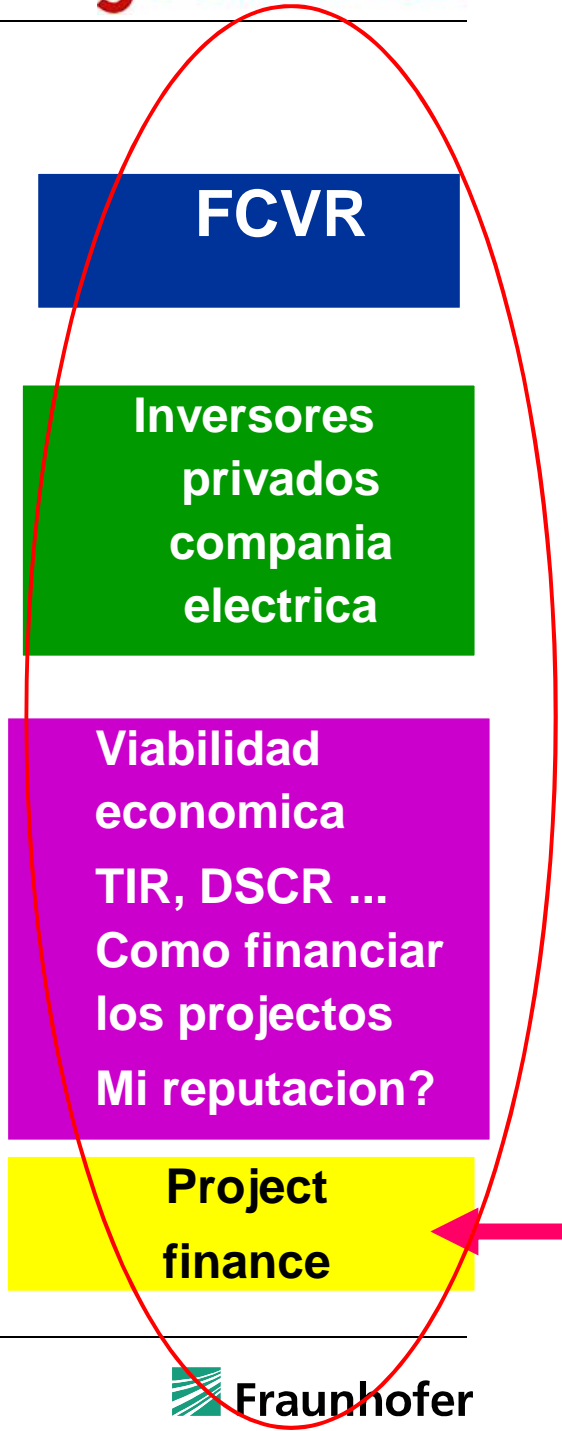 FCVR
Inversores
privados
compania
electrica
Viabilidad
economica
TIR, DSCR ...
Como financiar
los projectos
Mi reputacion?
Project
finance
Fraunhofer